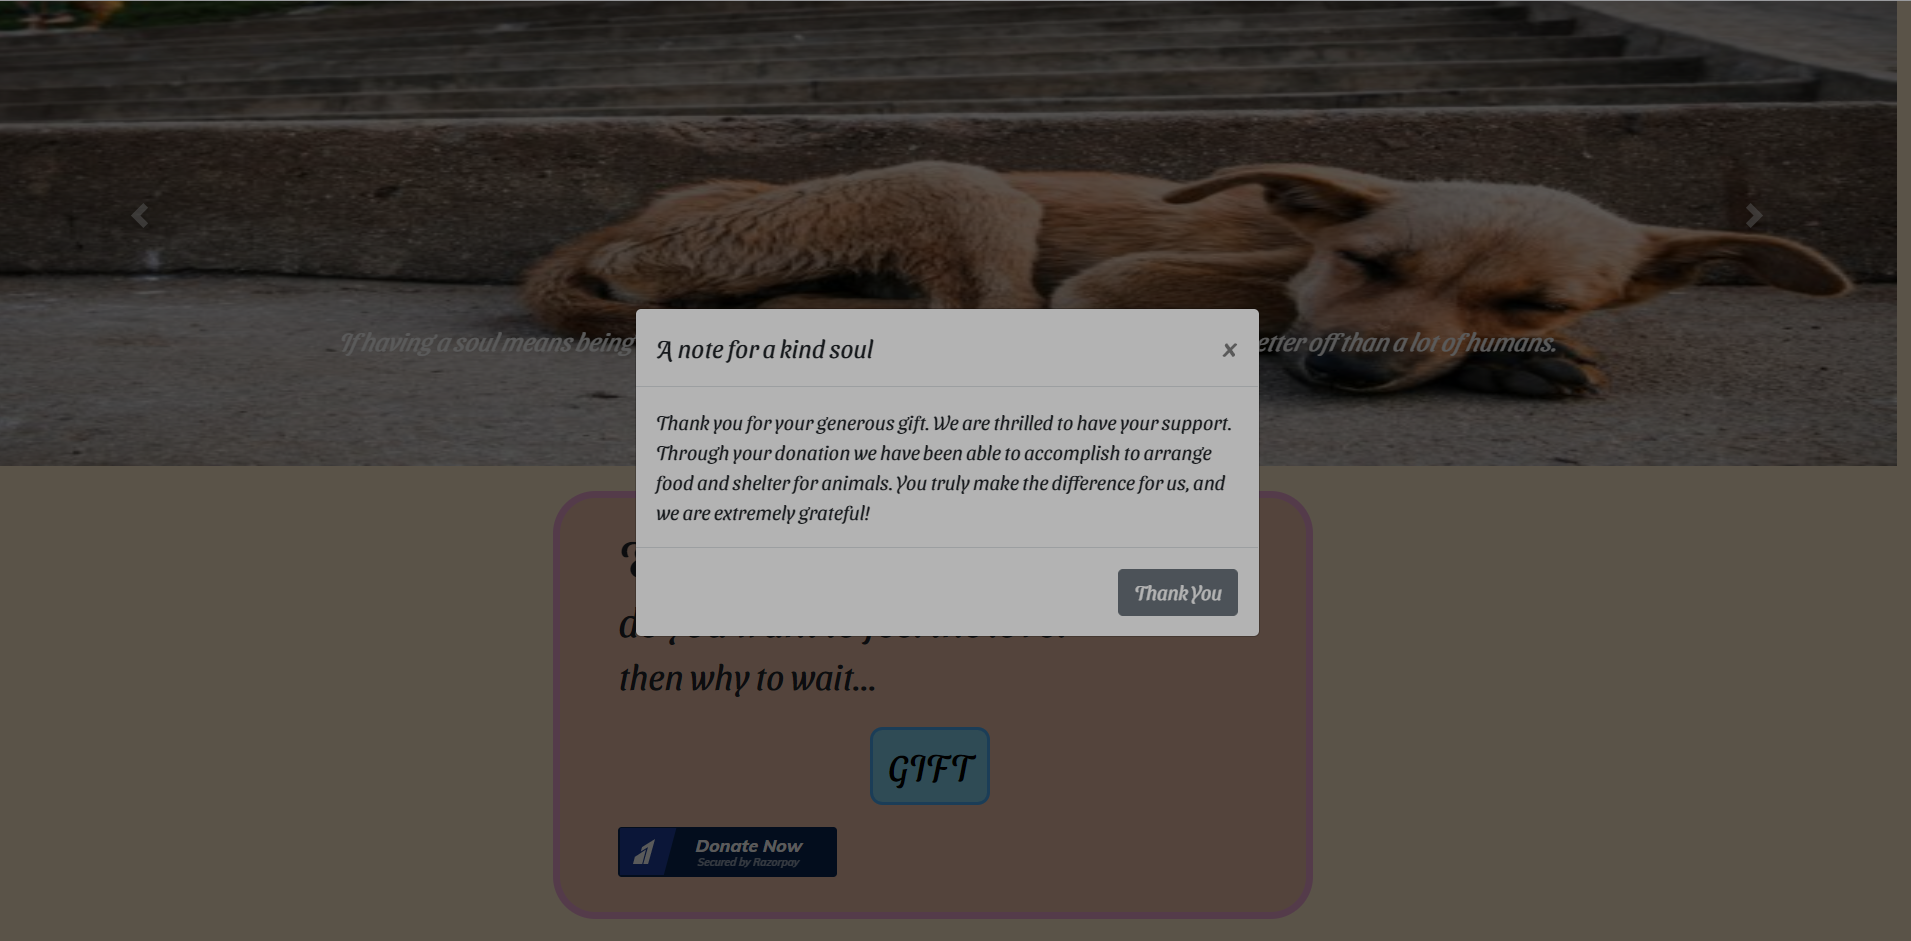 If having a soul means being
etter off than a lot of humans.
A note for a kind soul
×
Thank you for your generous gift. We are thrilled to have your support.
Through your donation we have been able to accomplish to arrange
food and shelter for animals. You truly make the difference for us, and
we are extremely grateful!
Thank You
then why to wait...
GIFT
Donate Now
Secured by Razorpay